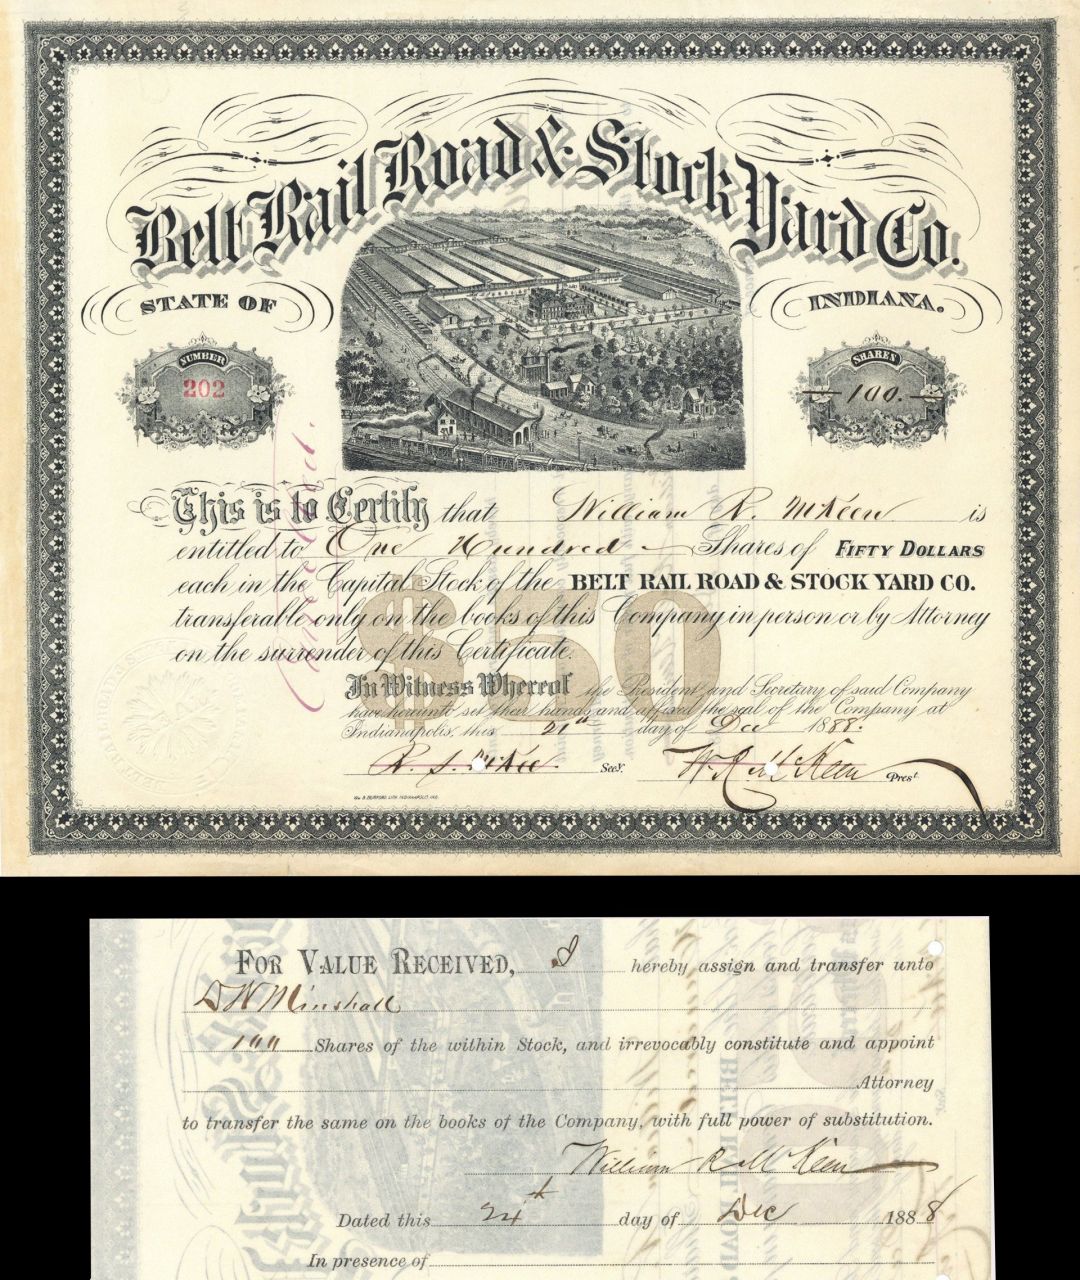 Belt Rail Road & Stock Yard Co.
STATE OF INDIANA.
NUMBER
202
SHARES
100.
Cancelled.
This is to Certify that William R. McKeen is
entitled to One Hundred Shares of FIFTY DOLLARS
each in the Capital Stock of the BELT RAIL ROAD & STOCK YARD CO.
transferable only on the books of this Company in person or by Attorney
on the surrender of this Certificate.
$50
In Witness Whereof the President and Secretary of said Company
have hereunto set their hands and affixed the seal of the Company at
Indianapolis, this 21st day of Dec 1888.
Secy. W. R. McKeen Prest.
FOR VALUE RECEIVED, I hereby assign and transfer unto
D W Minshall
100 Shares of the within Stock, and irrevocably constitute and appoint
Attorney
to transfer the same on the books of the Company, with full power of substitution.
William R McKeen
Dated this 24th day of Dec 1888
In presence of